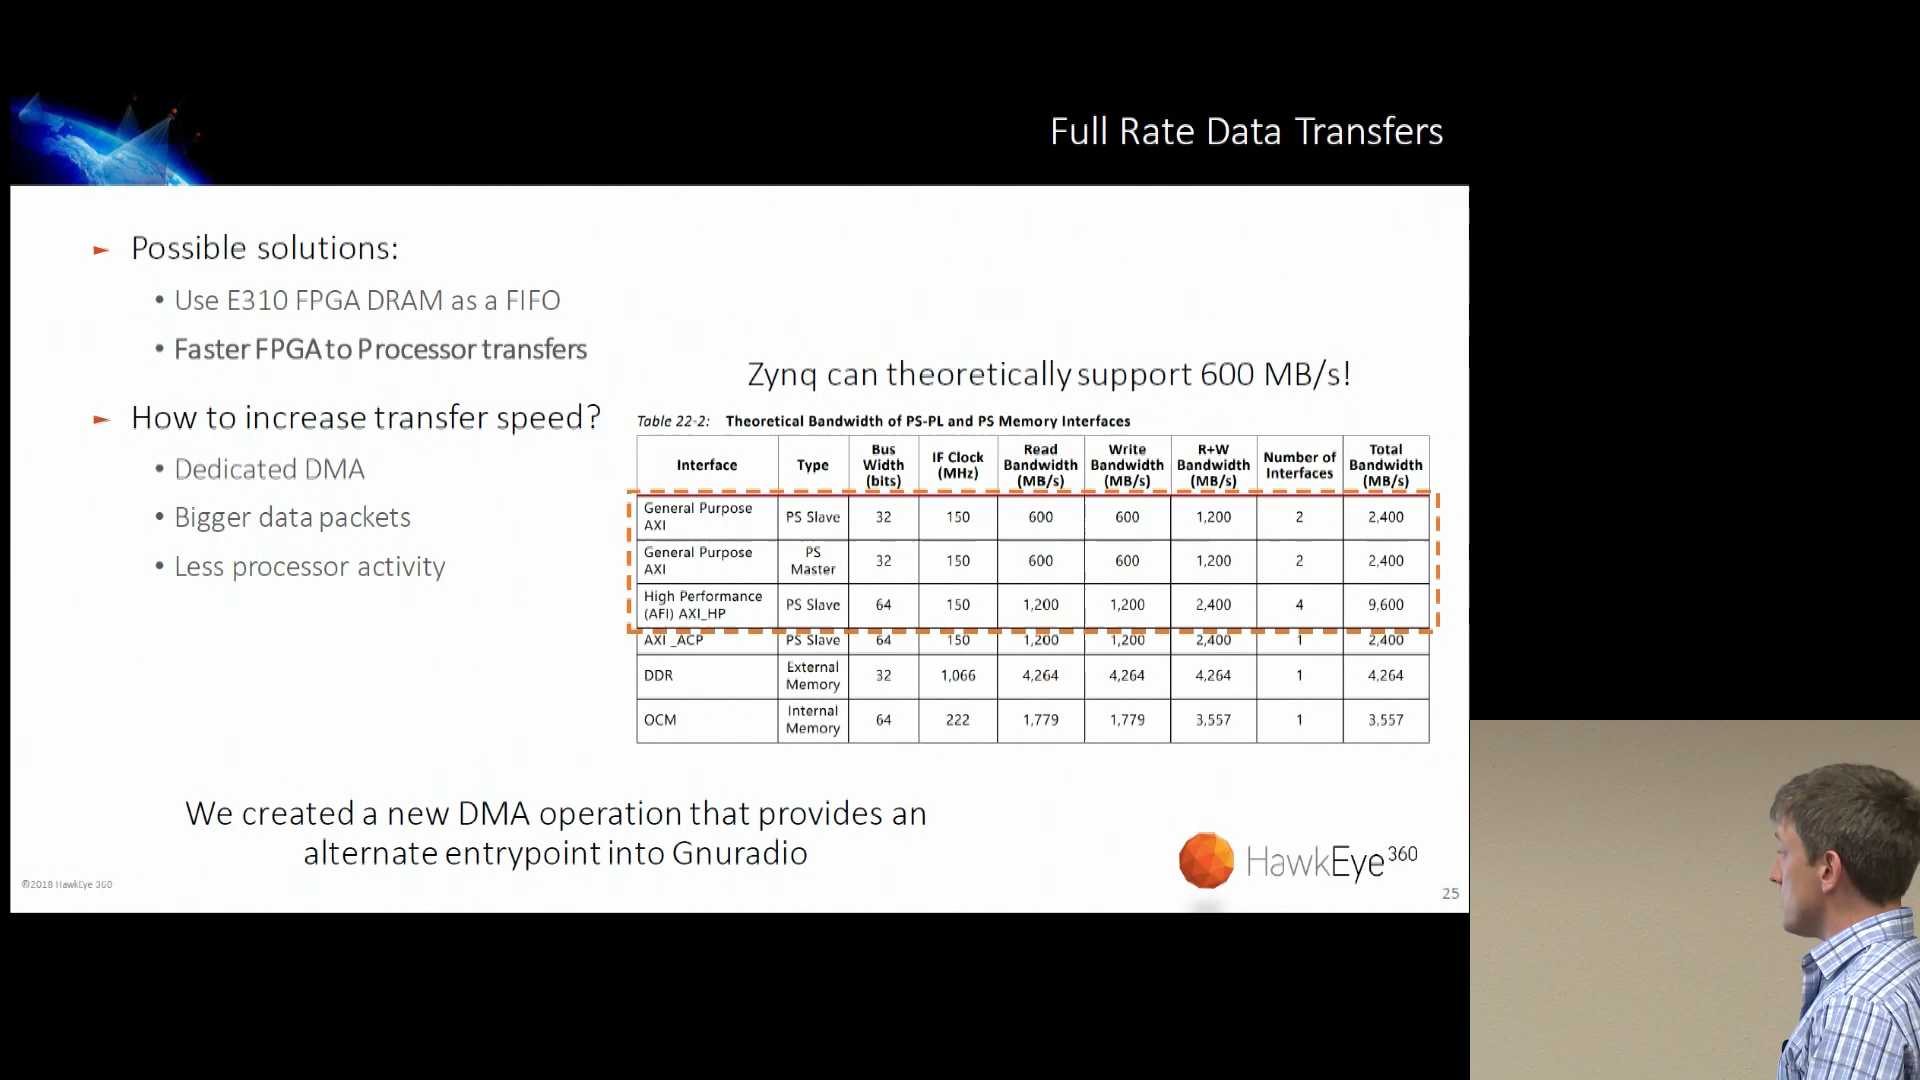 Full Rate Data Transfers
► Possible solutions:
• Use E310 FPGA DRAM as a FIFO
• Faster FPGA to Processor transfers
► How to increase transfer speed?
• Dedicated DMA
• Bigger data packets
• Less processor activity
Zynq can theoretically support 600 MB/s!
Table 22-2: Theoretical Bandwidth of PS-PL and PS Memory Interfaces
Interface Type Bus Width (bits) IF Clock (MHz) Read Bandwidth (MB/s) Write Bandwidth (MB/s) R+W Bandwidth (MB/s) Number of Interfaces Total Bandwidth (MB/s)
General Purpose AXI PS Slave 32 150 600 600 1,200 2 2,400
General Purpose AXI PS Master 32 150 600 600 1,200 2 2,400
High Performance (AFI) AXI_HP PS Slave 64 150 1,200 1,200 2,400 4 9,600
AXI _ACP PS Slave 64 150 1,200 1,200 2,400 1 2,400
DDR External Memory 32 1,066 4,264 4,264 4,264 1 4,264
OCM Internal Memory 64 222 1,779 1,779 3,557 1 3,557
We created a new DMA operation that provides an
alternate entrypoint into Gnuradio
HawkEye360
©2018 HawkEye 360
25